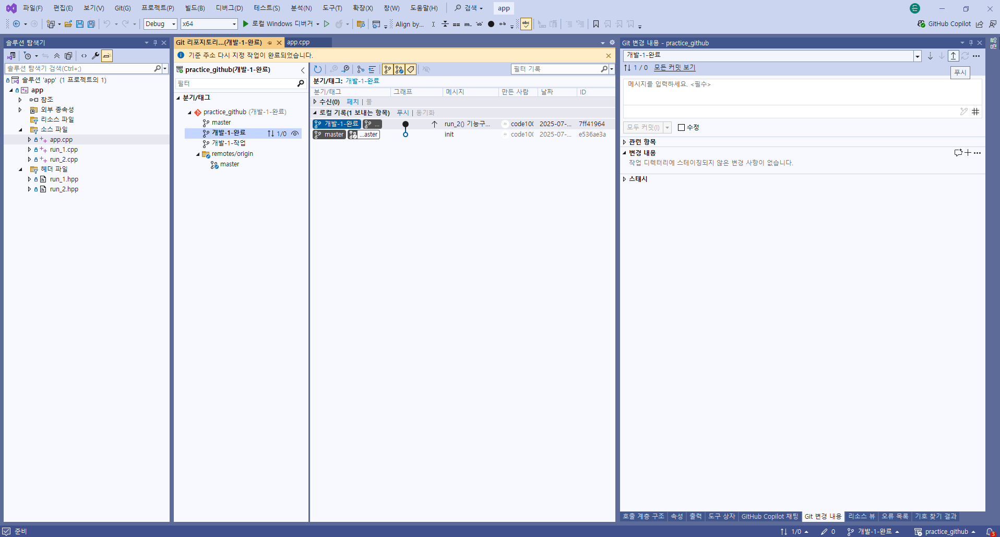 파일(F) 편집(E) 보기(V) Git(G) 프로젝트(P) 빌드(B) 디버그(D) 테스트(S) 분석(N) 도구(T) 확장(X) 창(W) 도움말(H) 검색 app
Debug x64 로컬 Windows 디버거 Align by... GitHub Copilot
솔루션 탐색기
솔루션 탐색기 검색(Ctrl+;)
솔루션 'app' (1 프로젝트의 1)
app
참조
외부 종속성
리소스 파일
소스 파일
app.cpp
run_1.cpp
run_2.cpp
헤더 파일
run_1.hpp
run_2.hpp
Git 리포지토리...(개발-1-완료) app.cpp
기준 주소 다시 지정 작업이 완료되었습니다.
practice_github(개발-1-완료)
필터
분기/태그
practice_github (개발-1-완료)
master
개발-1-완료 1/0
개발-1-작업
remotes/origin
master
필터 기록
분기/태그: 개발-1-완료
분기/태그 그래프 메시지 만든 사람 날짜 ID
수신(0) 페치 | 풀
로컬 기록(1 보내는 항목) 푸시 | 동기화
개발-1-완료 ... run_2() 기능구... code10( 2025-07-... 7ff41964
master ...aster init code10( 2025-07-... e536ae3a
Git 변경 내용 - practice_github
개발-1-완료
1 / 0 모든 커밋 보기
푸시
메시지를 입력하세요. <필수>
모두 커밋(I) 수정
관련 항목
변경 내용
작업 디렉터리에 스테이징되지 않은 변경 사항이 없습니다.
스태시
호출 계층 구조 속성 출력 도구 상자 GitHub Copilot 채팅 Git 변경 내용 리소스 뷰 오류 목록 기호 찾기 결과
준비 1/0 0 개발-1-완료 practice_github 3